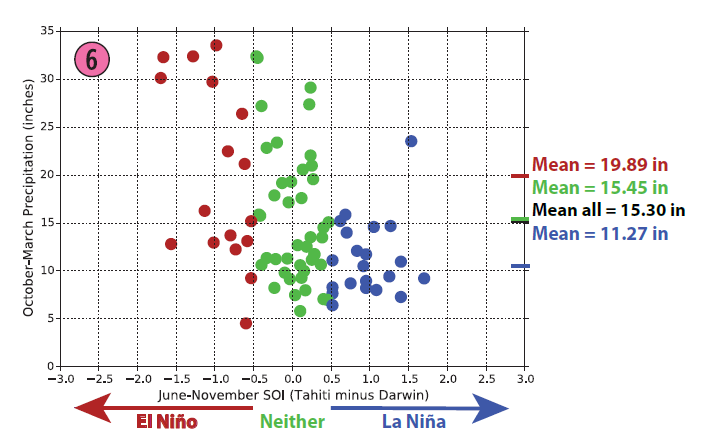 6
October-March Precipitation (inches)
35
30
25
20
15
10
5
0
Mean = 19.89 in
Mean = 15.45 in
Mean all = 15.30 in
Mean = 11.27 in
−3.0 −2.5 −2.0 −1.5 −1.0 −0.5 0.0 0.5 1.0 1.5 2.0 2.5 3.0
June-November SOI (Tahiti minus Darwin)
El Niño Neither La Niña